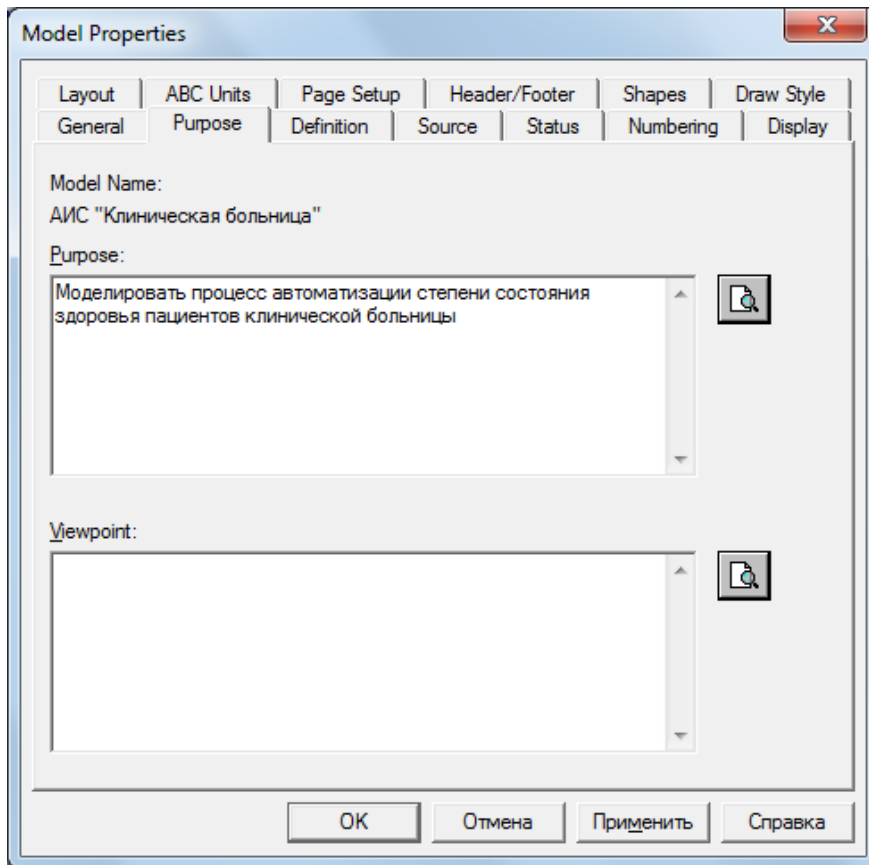 Model Properties
Layout ABC Units Page Setup Header/Footer Shapes Draw Style
General Purpose Definition Source Status Numbering Display
Model Name:
АИС "Клиническая больница"
Purpose:
Моделировать процесс автоматизации степени состояния
здоровья пациентов клинической больницы
Viewpoint:
OK Отмена Применить Справка